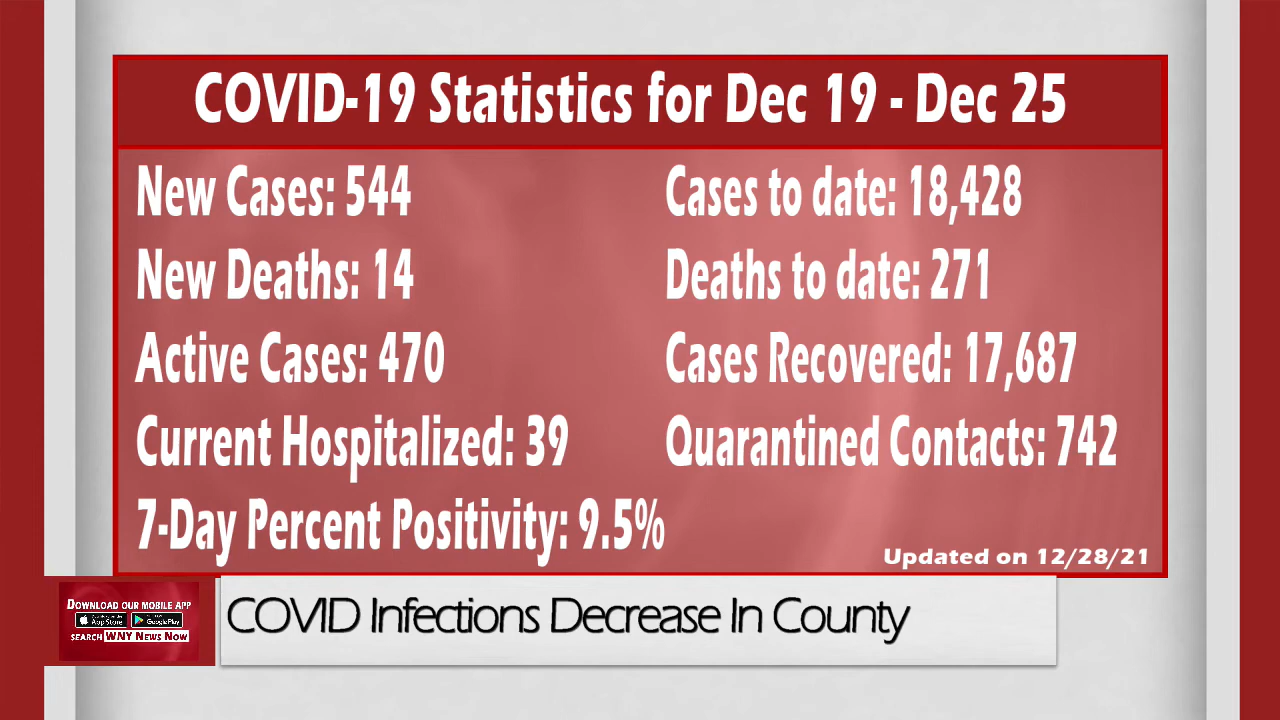 COVID-19 Statistics for Dec 19 - Dec 25
New Cases: 544
Cases to date: 18,428
New Deaths: 14
Deaths to date: 271
Active Cases: 470
Cases Recovered: 17,687
Current Hospitalized: 39
Quarantined Contacts: 742
7-Day Percent Positivity: 9.5%
Updated on 12/28/21
DOWNLOAD OUR MOBILE APP
App Store
Google Play
SEARCH WNY NEWS NOW
COVID Infections Decrease In County